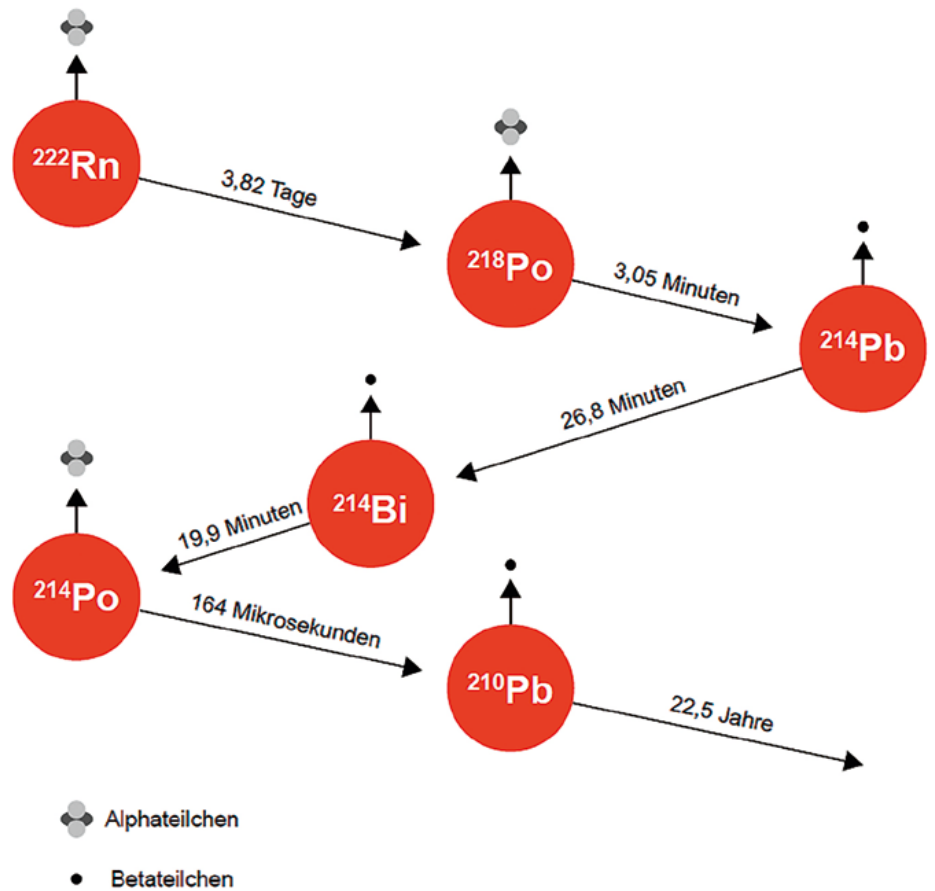 ²²²Rn
3,82 Tage
²¹⁸Po
3,05 Minuten
²¹⁴Pb
26,8 Minuten
²¹⁴Bi
19,9 Minuten
²¹⁴Po
164 Mikrosekunden
²¹⁰Pb
22,5 Jahre
Alphateilchen
Betateilchen